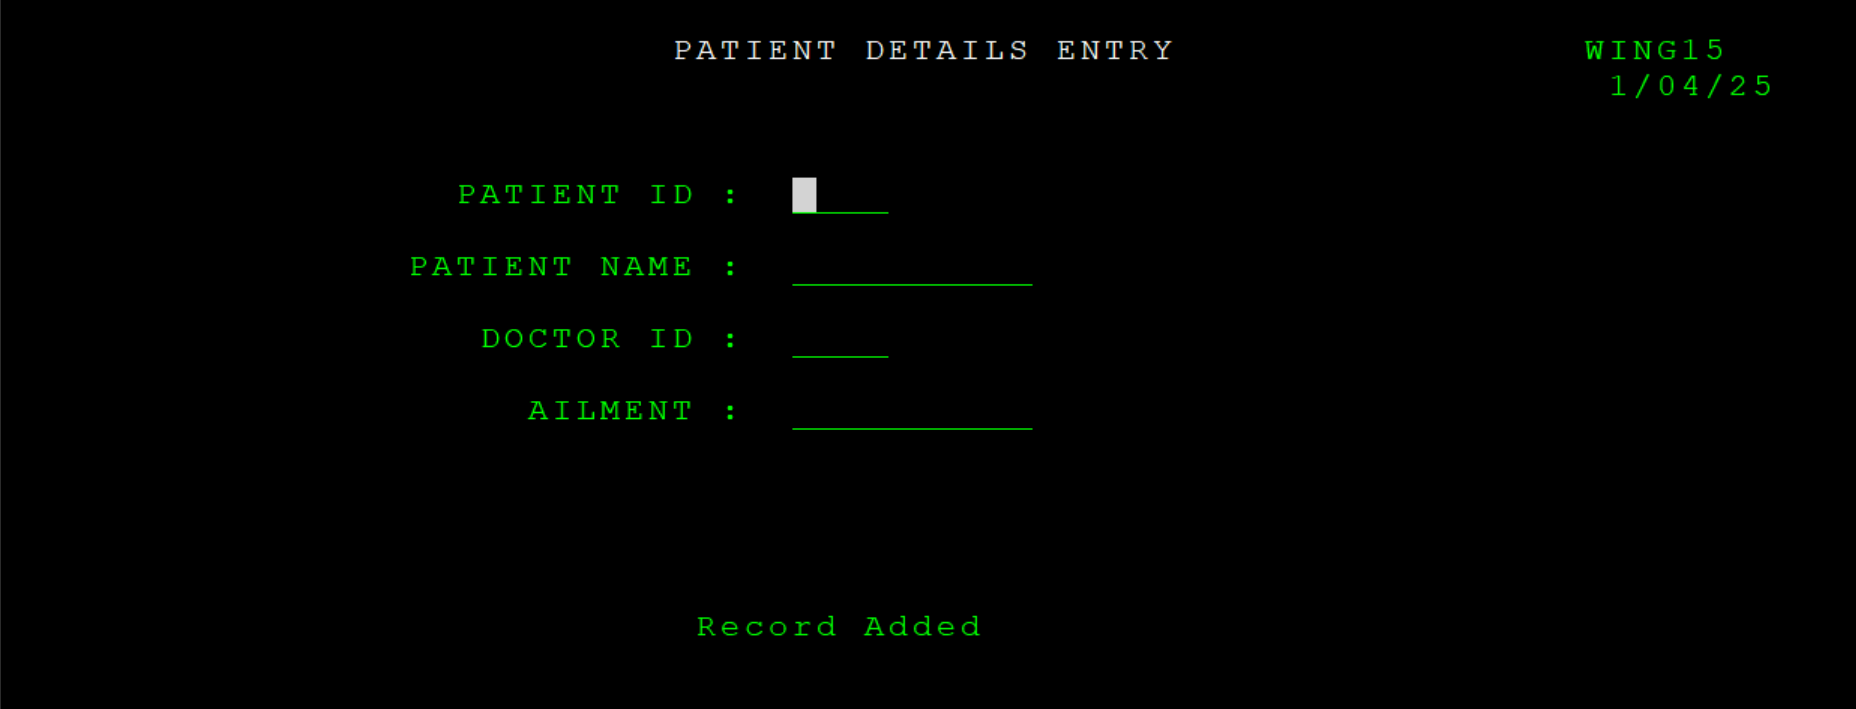 PATIENT DETAILS ENTRY WING15
1/04/25
PATIENT ID :
PATIENT NAME :
DOCTOR ID :
AILMENT :
Record Added